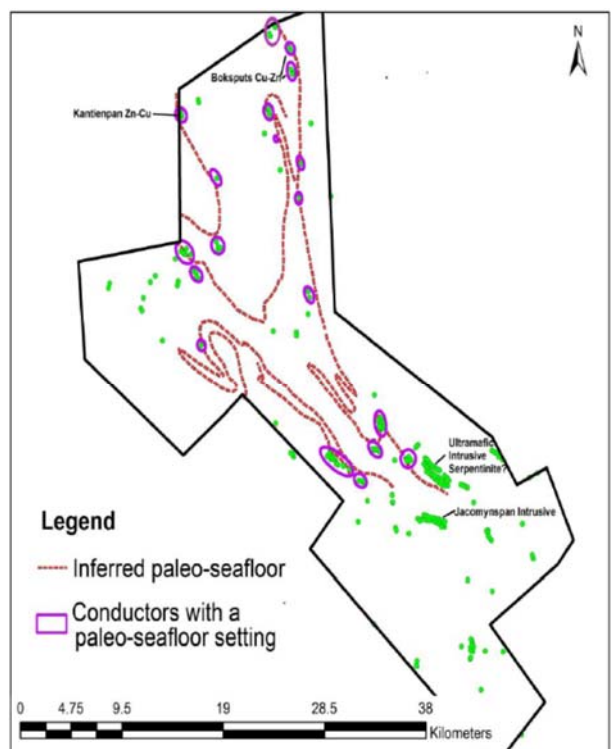 N
Boksputs Cu-Zn
Kantienpan Zn-Cu
Ultramafic
Intrusive
Serpentinite?
Jacomynspan Intrusive
Legend
Inferred paleo-seafloor
Conductors with a
paleo-seafloor setting
0 4.75 9.5 19 28.5 38
Kilometers